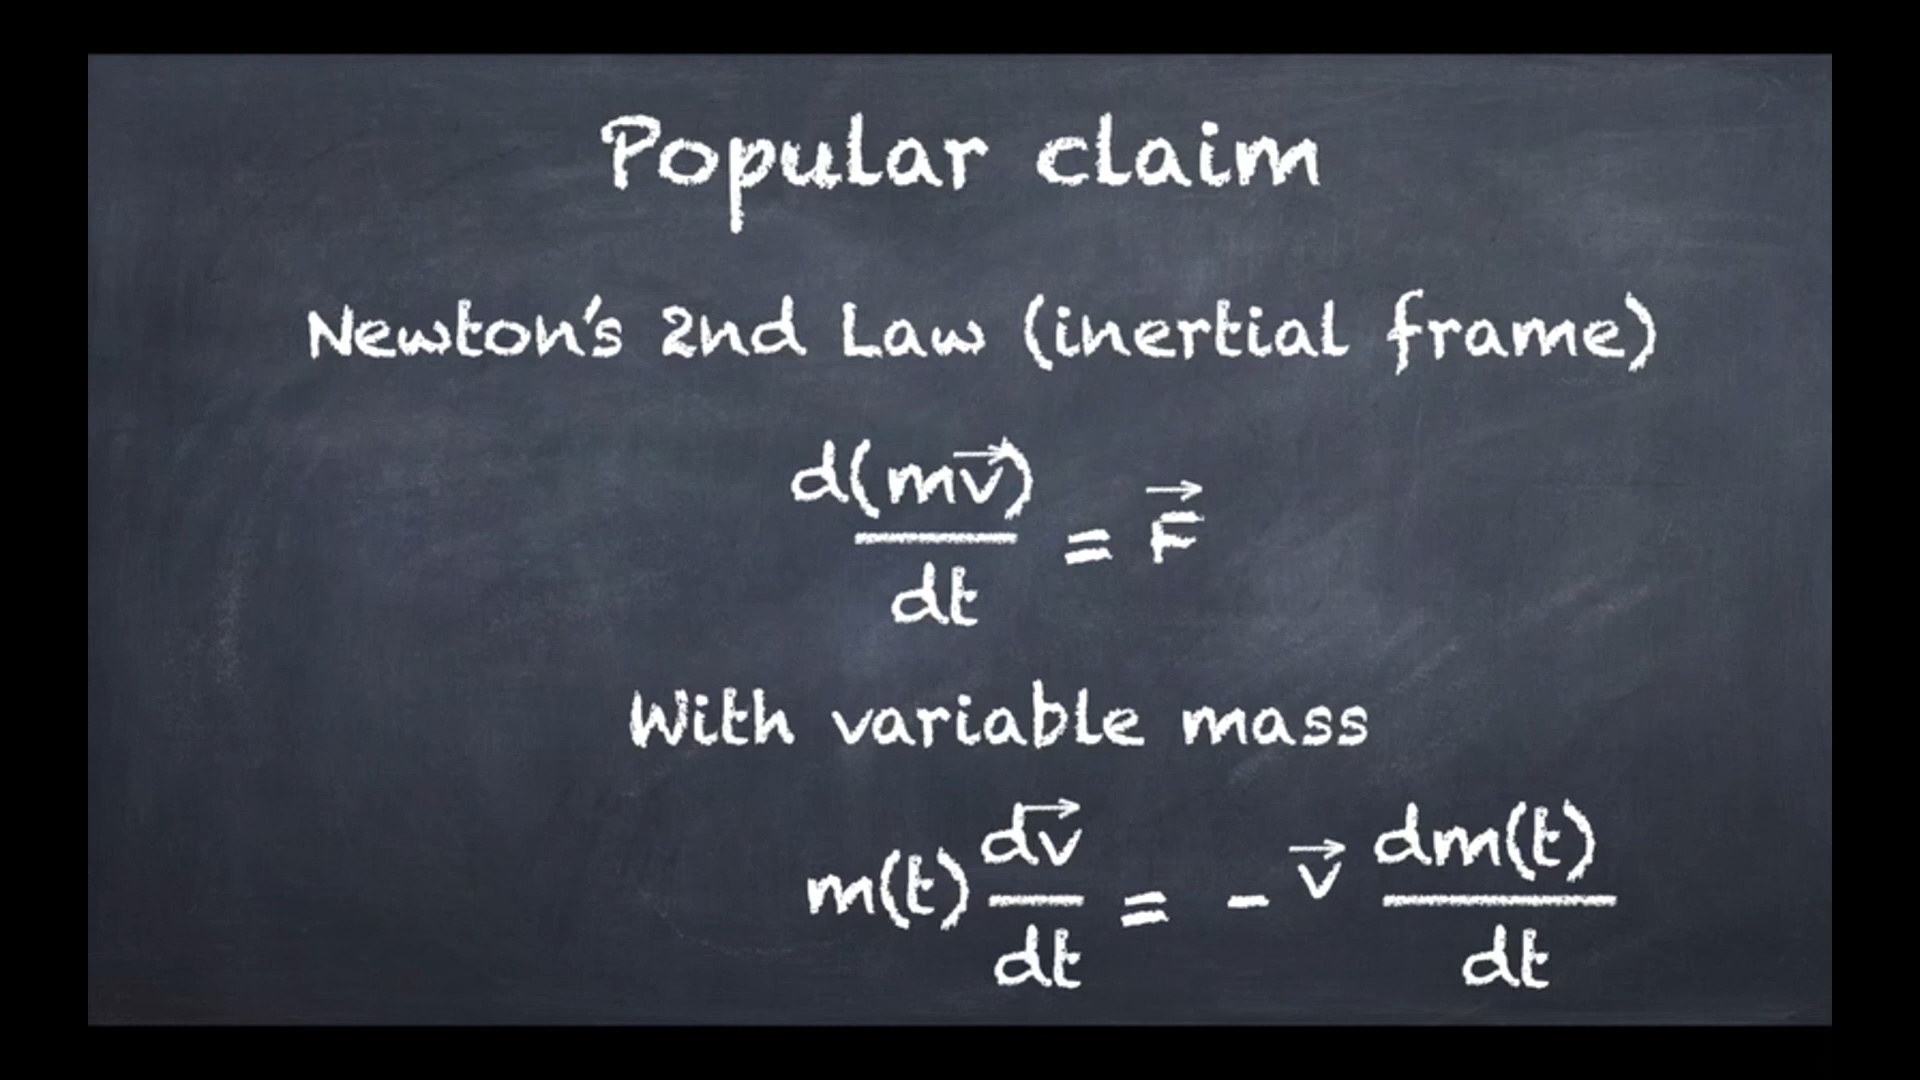 Popular claim
Newton's 2nd Law (inertial frame)
d(mv⃗)/dt = F⃗
With variable mass
m(t) dv⃗/dt = - v⃗ dm(t)/dt